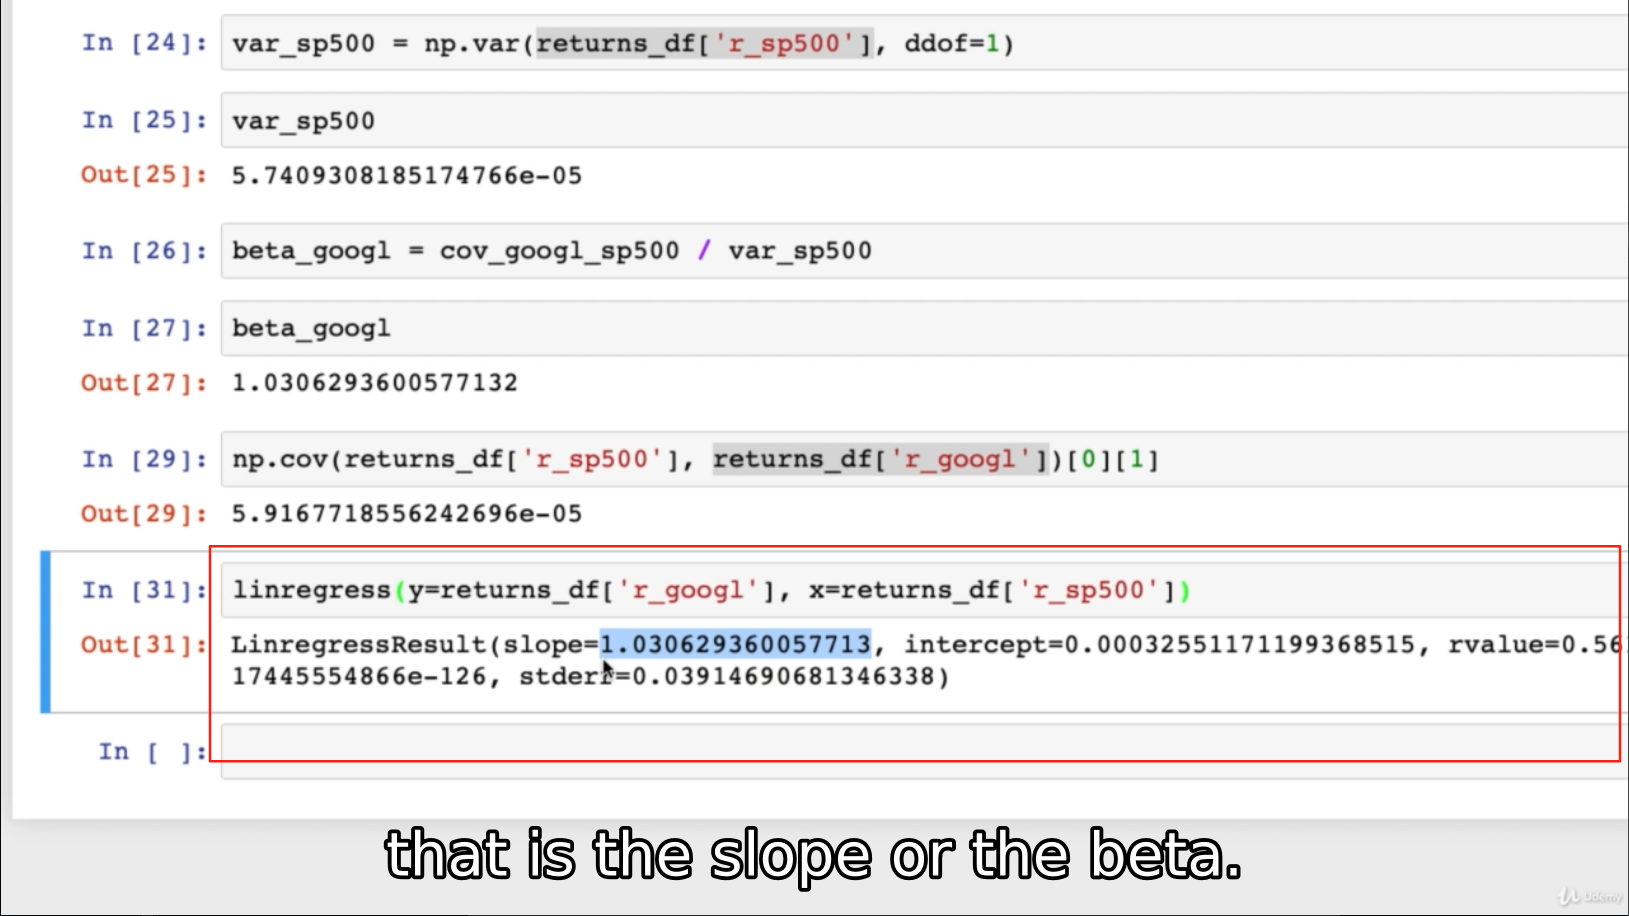 In [24]: var_sp500 = np.var(returns_df['r_sp500'], ddof=1)
In [25]: var_sp500
Out[25]: 5.7409308185174766e-05
In [26]: beta_googl = cov_googl_sp500 / var_sp500
In [27]: beta_googl
Out[27]: 1.0306293600577132
In [29]: np.cov(returns_df['r_sp500'], returns_df['r_googl'])[0][1]
Out[29]: 5.9167718556242696e-05
In [31]: linregress(y=returns_df['r_googl'], x=returns_df['r_sp500'])
Out[31]: LinregressResult(slope=1.030629360057713, intercept=0.00032551171199368515, rvalue=0.56
17445554866e-126, stderr=0.03914690681346338)
In [ ]:
that is the slope or the beta.
Udemy